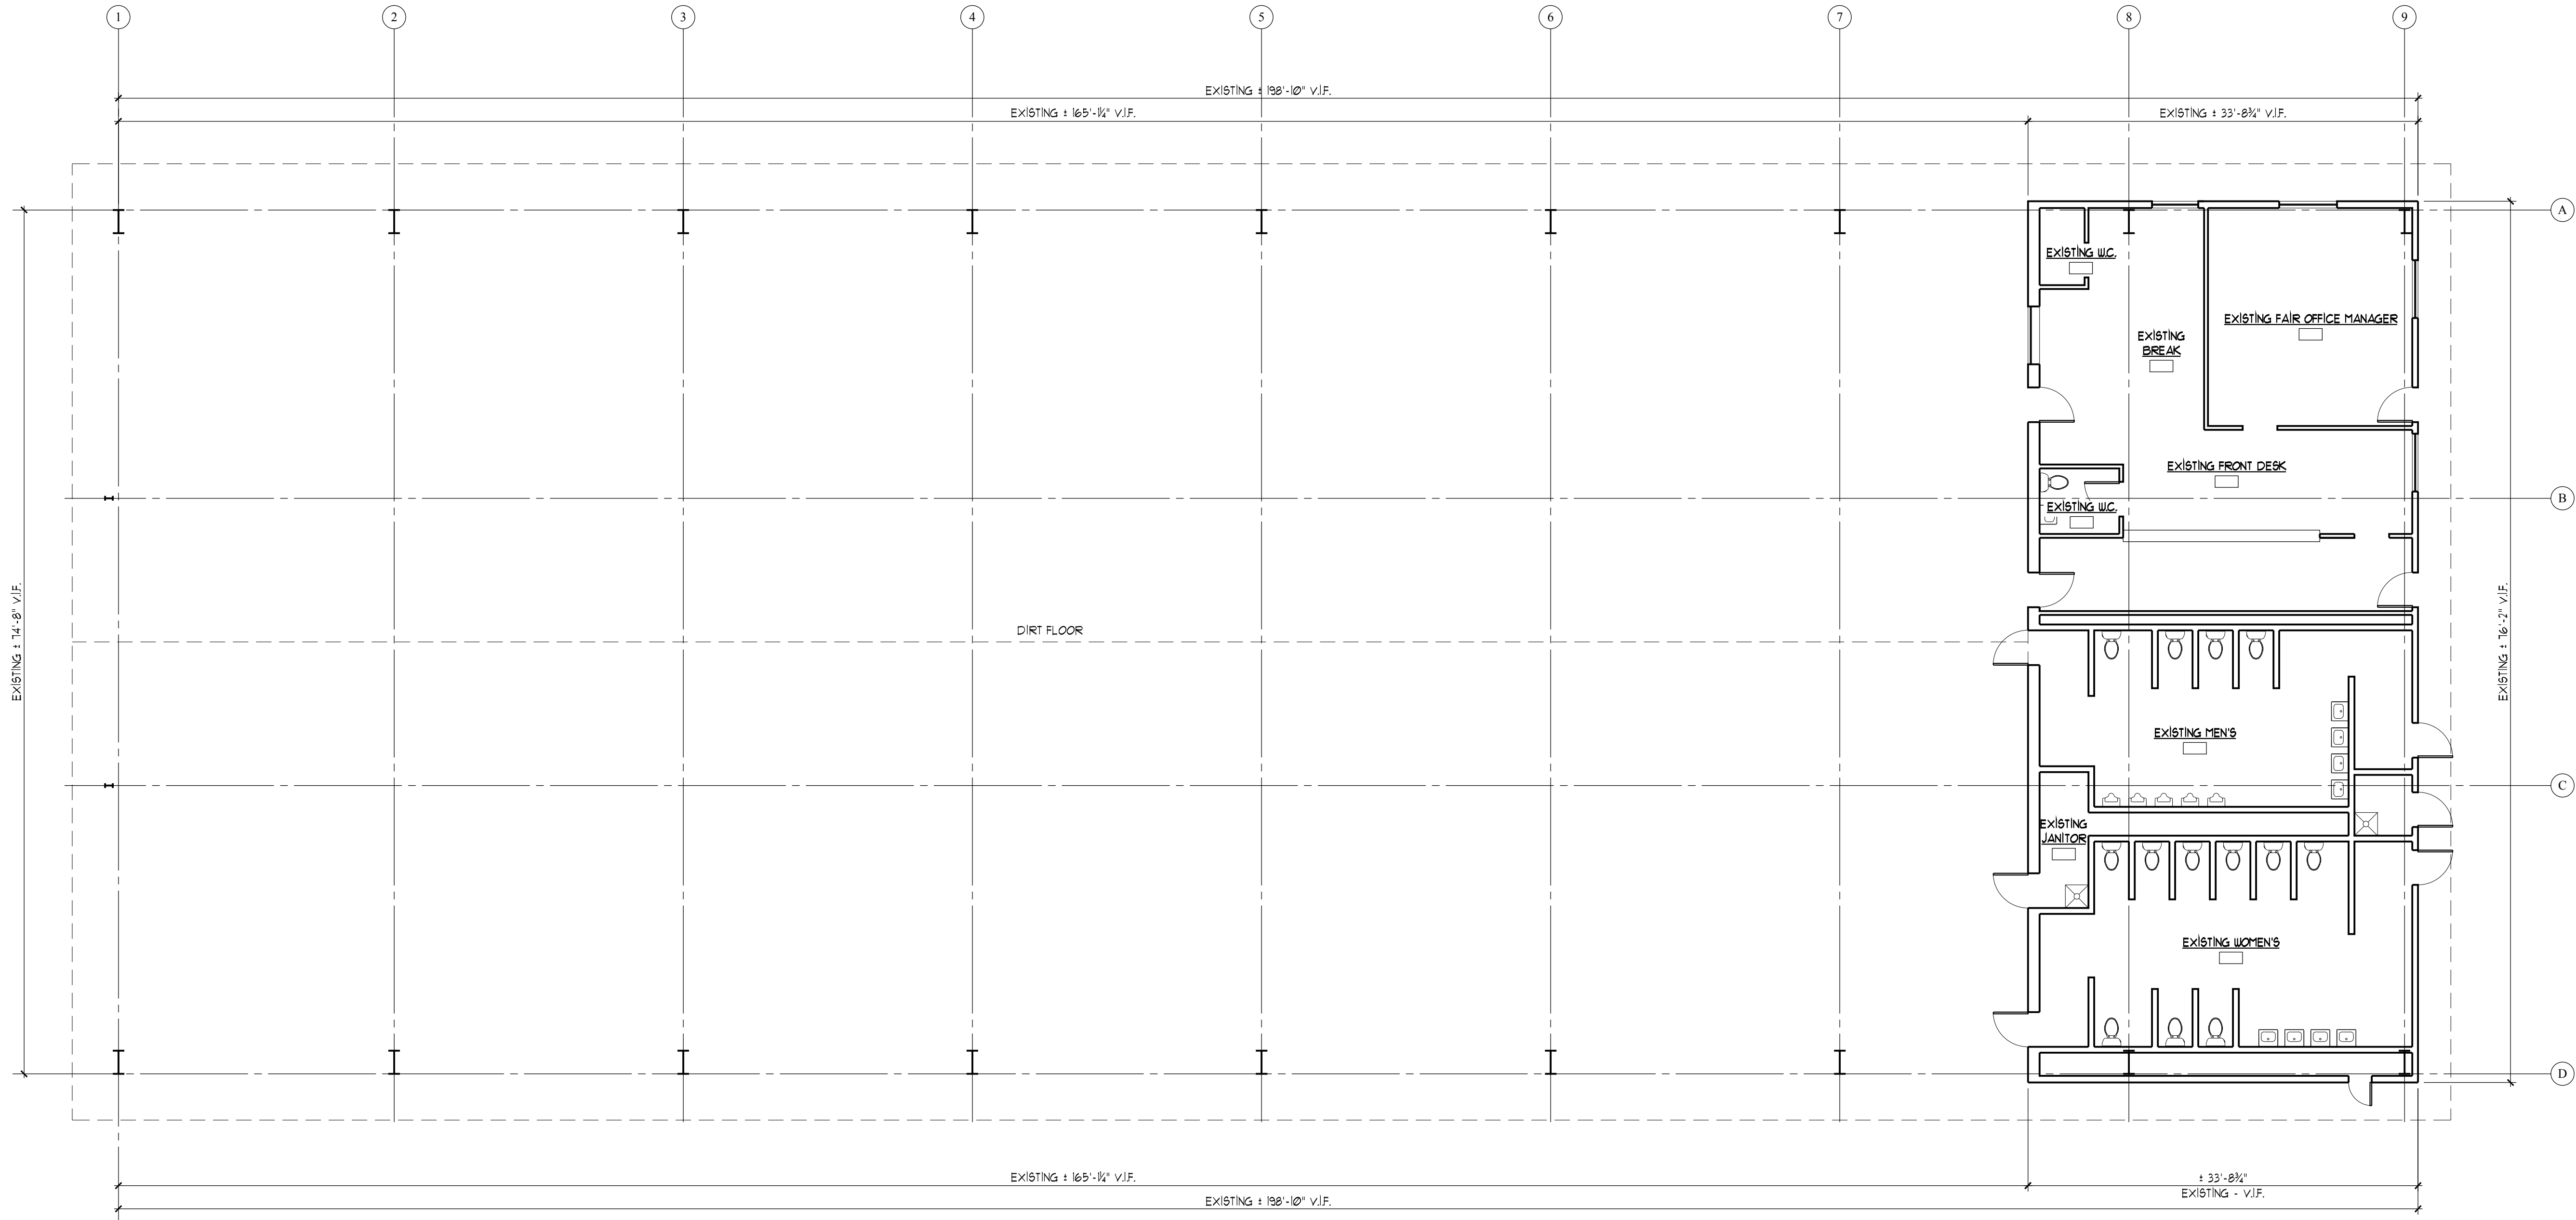 1 2 3 4 5 6 7 8 9
EXISTING ± 198'-10" V.I.F.
EXISTING ± 165'-1¼" V.I.F.
EXISTING ± 33'-8¾" V.I.F.
A
EXISTING W.C.
EXISTING FAIR OFFICE MANAGER
EXISTING
BREAK
EXISTING FRONT DESK
B
EXISTING W.C.
EXISTING ± 74'-8" V.I.F.
DIRT FLOOR
EXISTING ± 76'-2" V.I.F.
EXISTING MEN'S
C
EXISTING
JANITOR
EXISTING WOMEN'S
D
EXISTING ± 165'-1¼" V.I.F.
± 33'-8¾"
EXISTING - V.I.F.
EXISTING ± 198'-10" V.I.F.